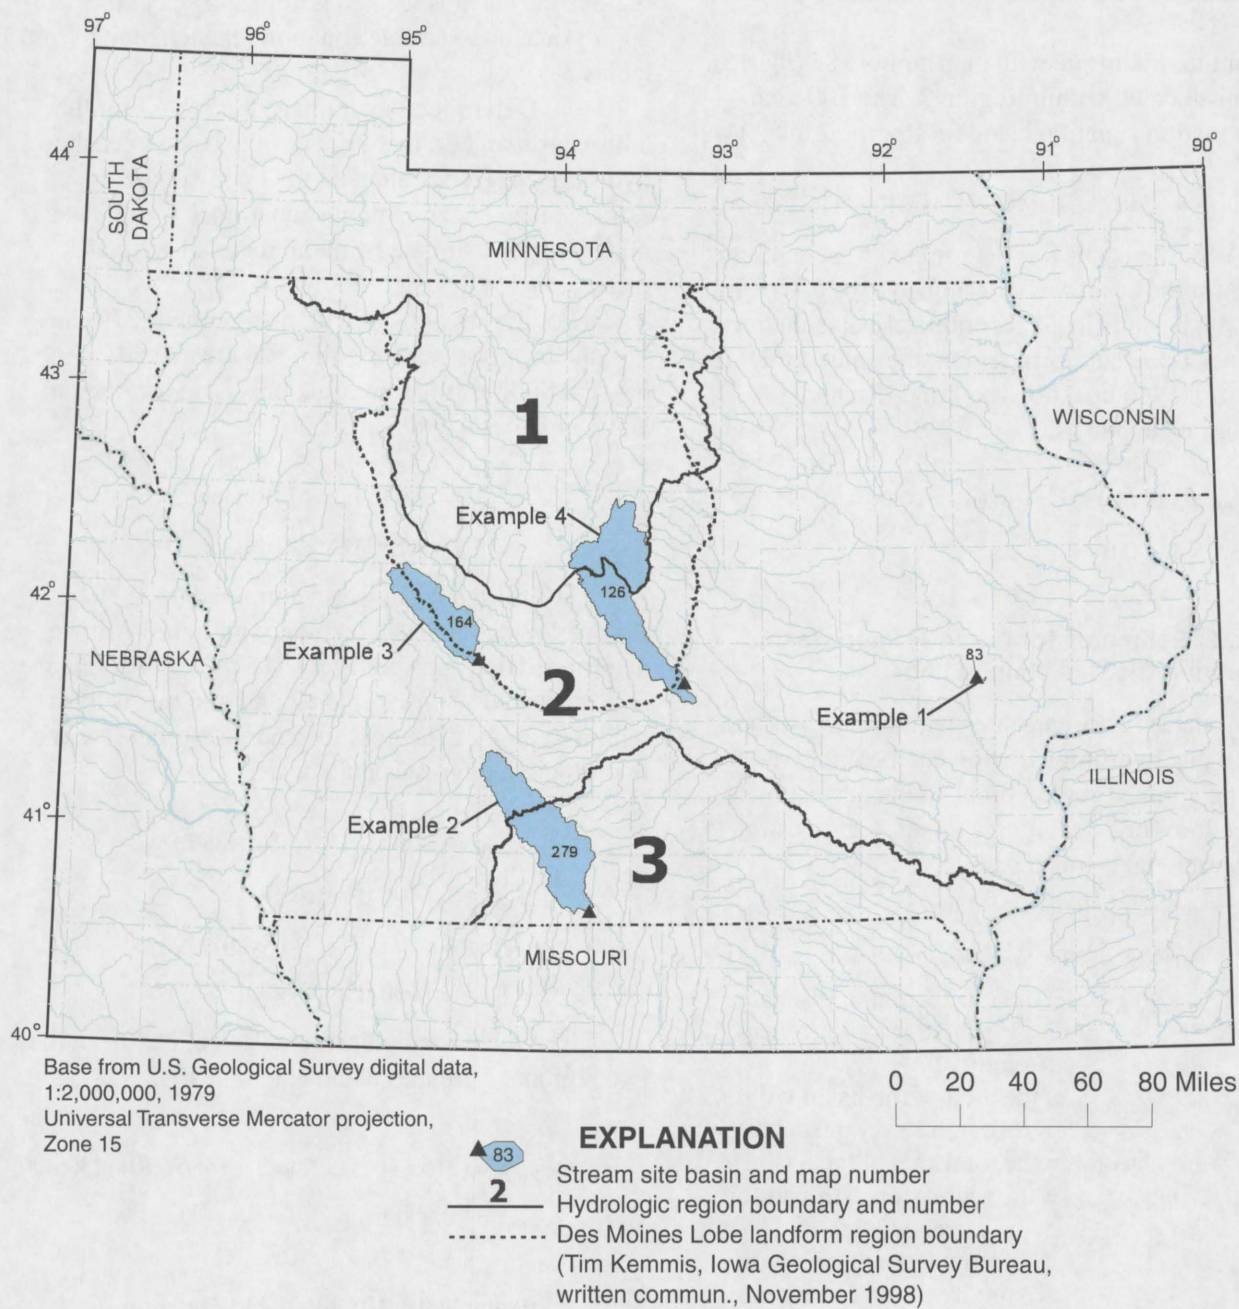 97°
96°
95°
44°
94°
93°
92°
91°
90°
SOUTH
DAKOTA
MINNESOTA
43°
1
WISCONSIN
Example 4
42°
126
164
NEBRASKA
Example 3
83
2
Example 1
ILLINOIS
41°
Example 2
279
3
MISSOURI
40°
Base from U.S. Geological Survey digital data,
1:2,000,000, 1979
Universal Transverse Mercator projection,
Zone 15
0 20 40 60 80 Miles
EXPLANATION
83
Stream site basin and map number
2
Hydrologic region boundary and number
Des Moines Lobe landform region boundary
(Tim Kemmis, Iowa Geological Survey Bureau,
written commun., November 1998)